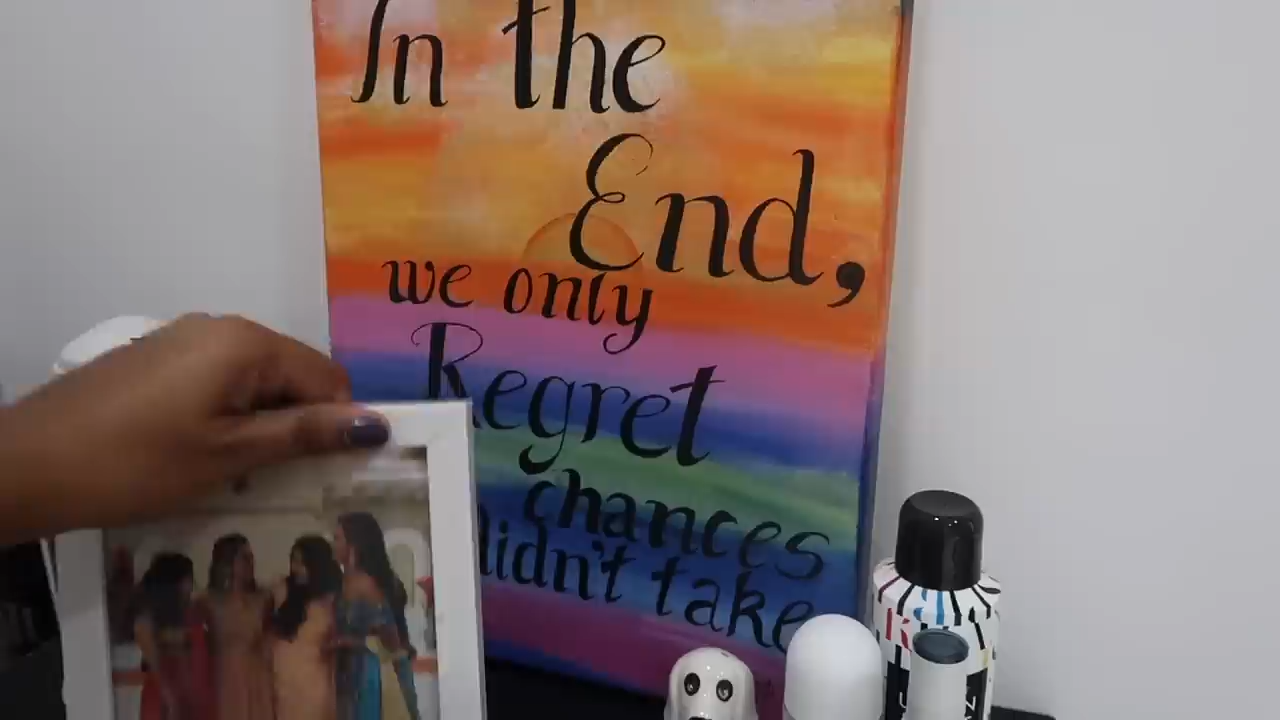 In the
End,
we only
Regret
chances
didn't take